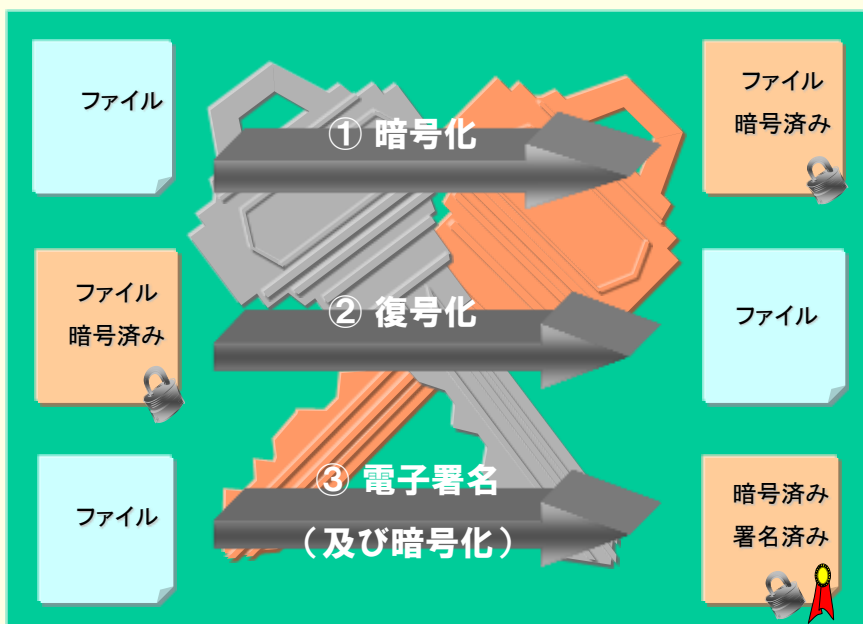 ファイル
① 暗号化
ファイル
暗号済み
ファイル
暗号済み
② 復号化
ファイル
ファイル
③ 電子署名
（及び暗号化）
暗号済み
署名済み